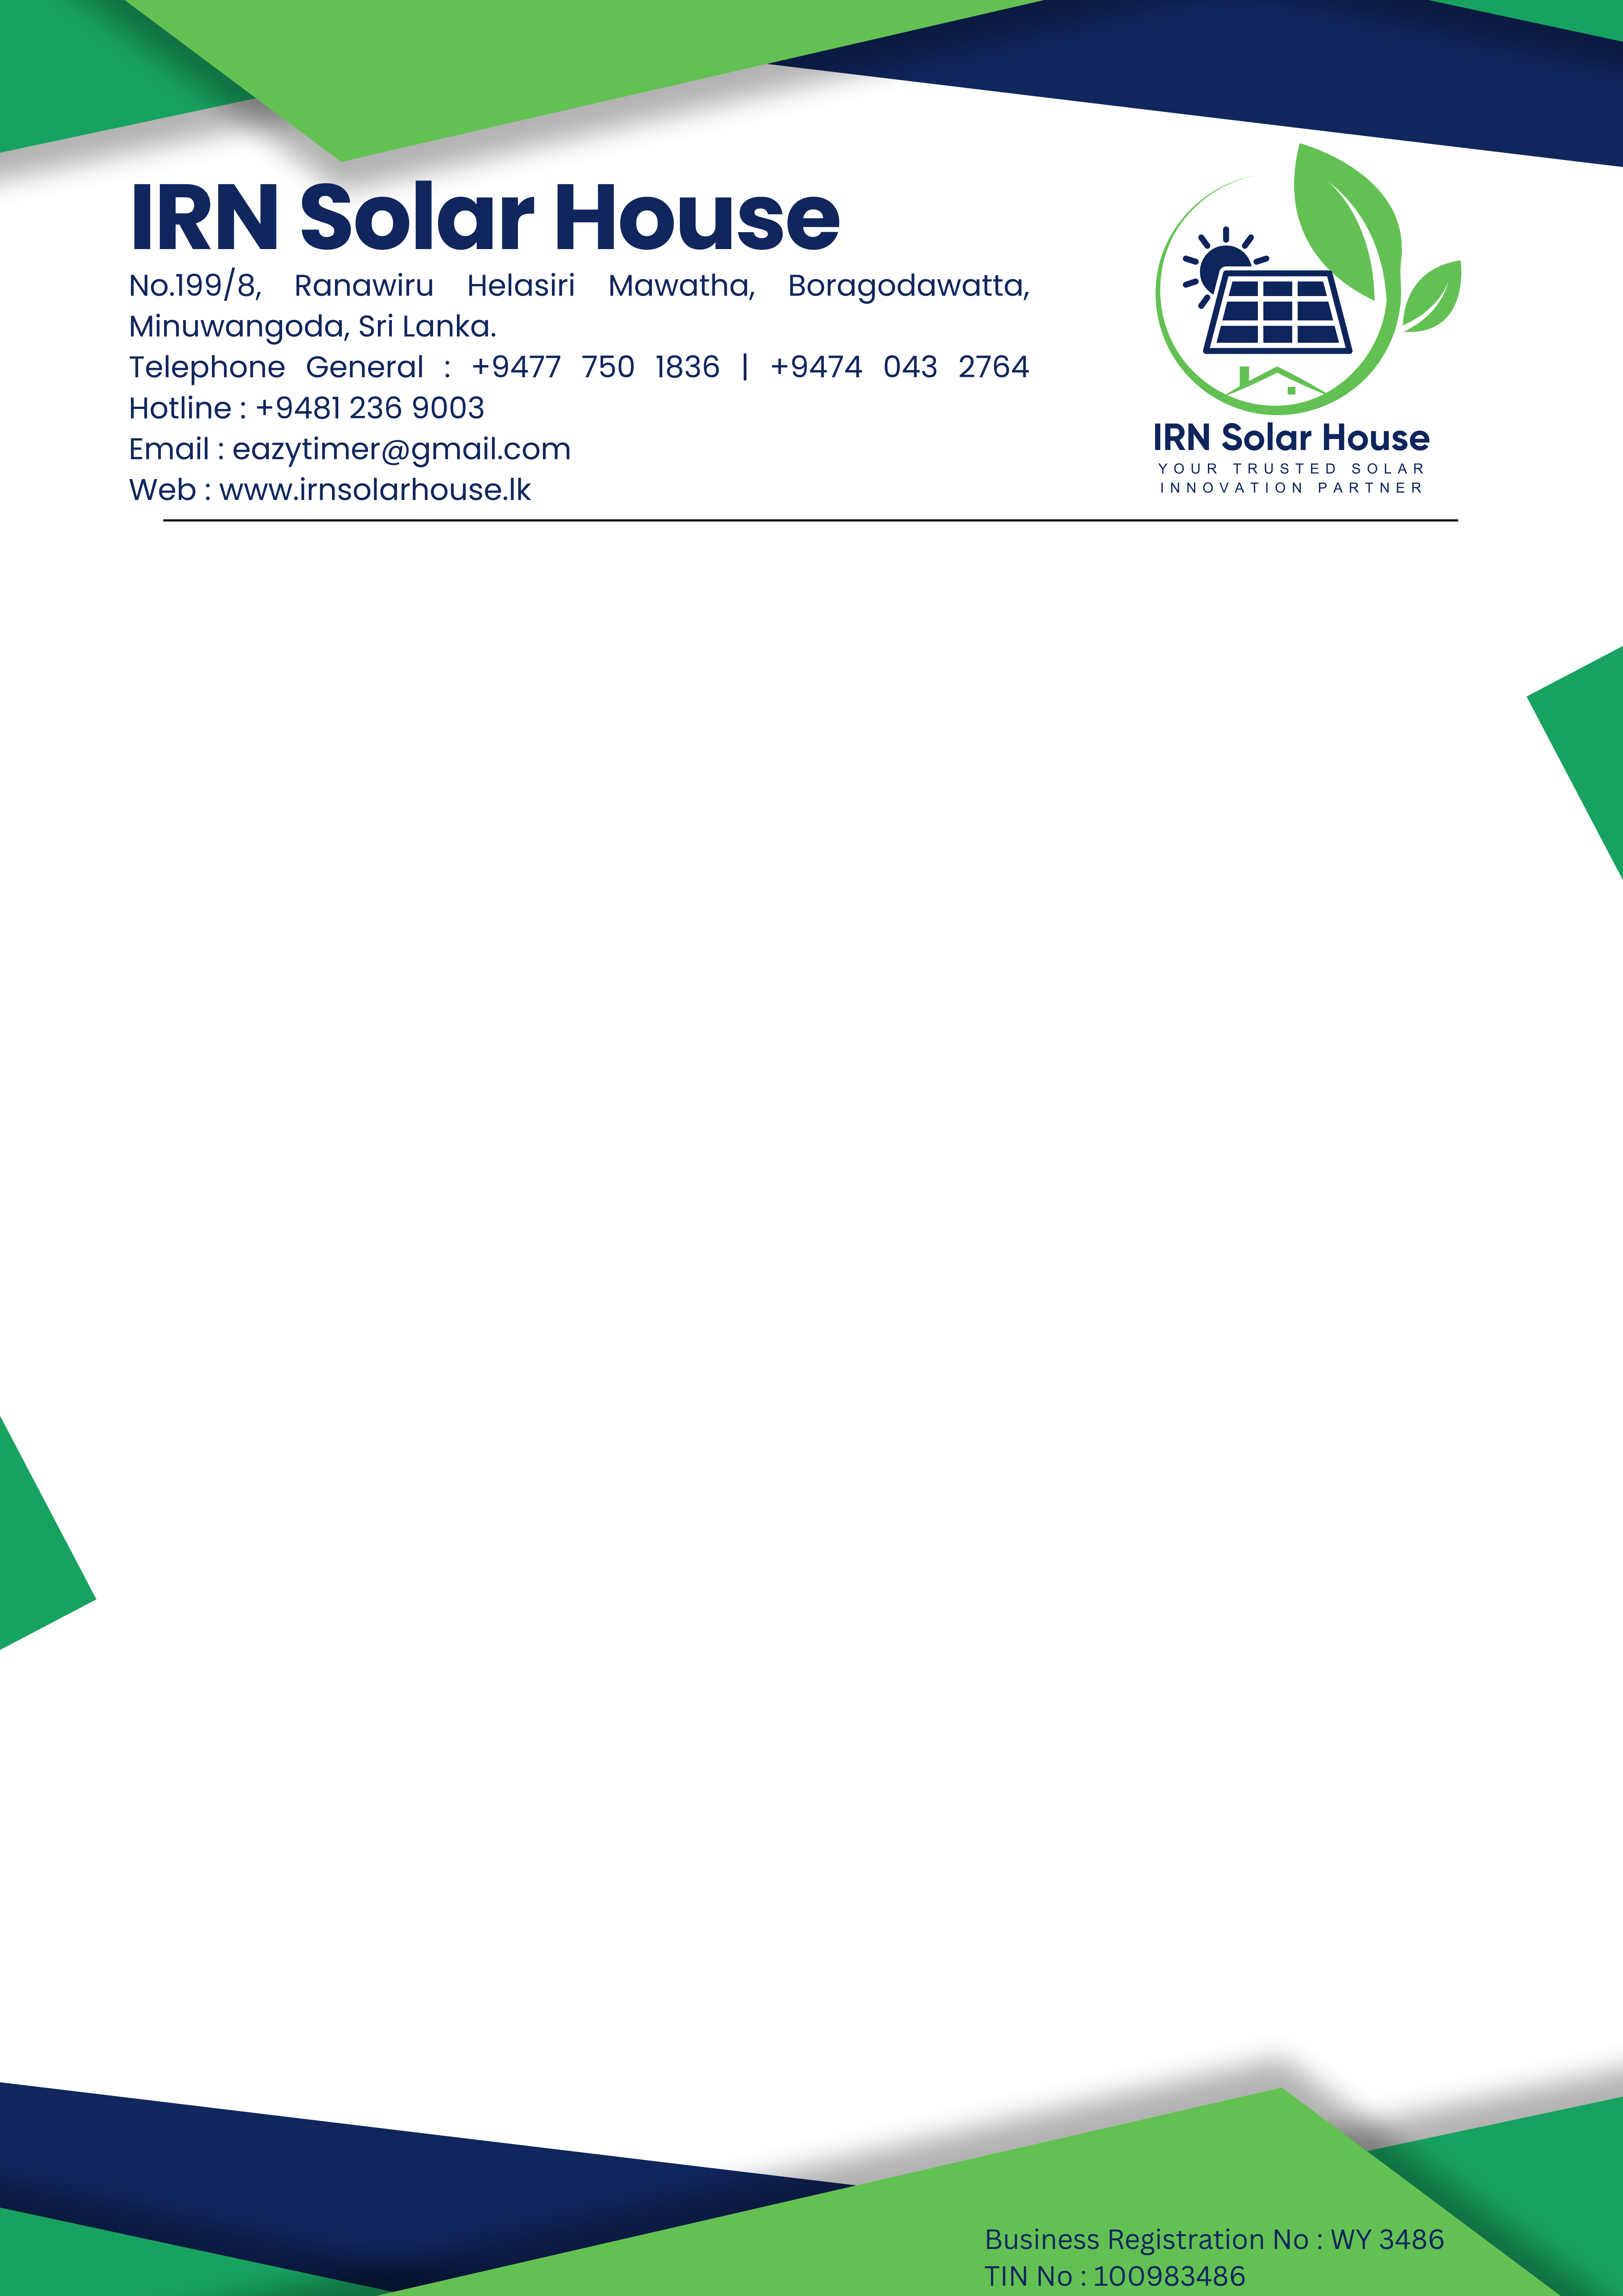 IRN Solar House
No.199/8, Ranawiru Helasiri Mawatha, Boragodawatta,
Minuwangoda, Sri Lanka.
Telephone General : +9477 750 1836 | +9474 043 2764
Hotline : +9481 236 9003
Email : eazytimer@gmail.com
Web : www.irnsolarhouse.lk
IRN Solar House
YOUR TRUSTED SOLAR
INNOVATION PARTNER
Business Registration No : WY 3486
TIN No : 100983486